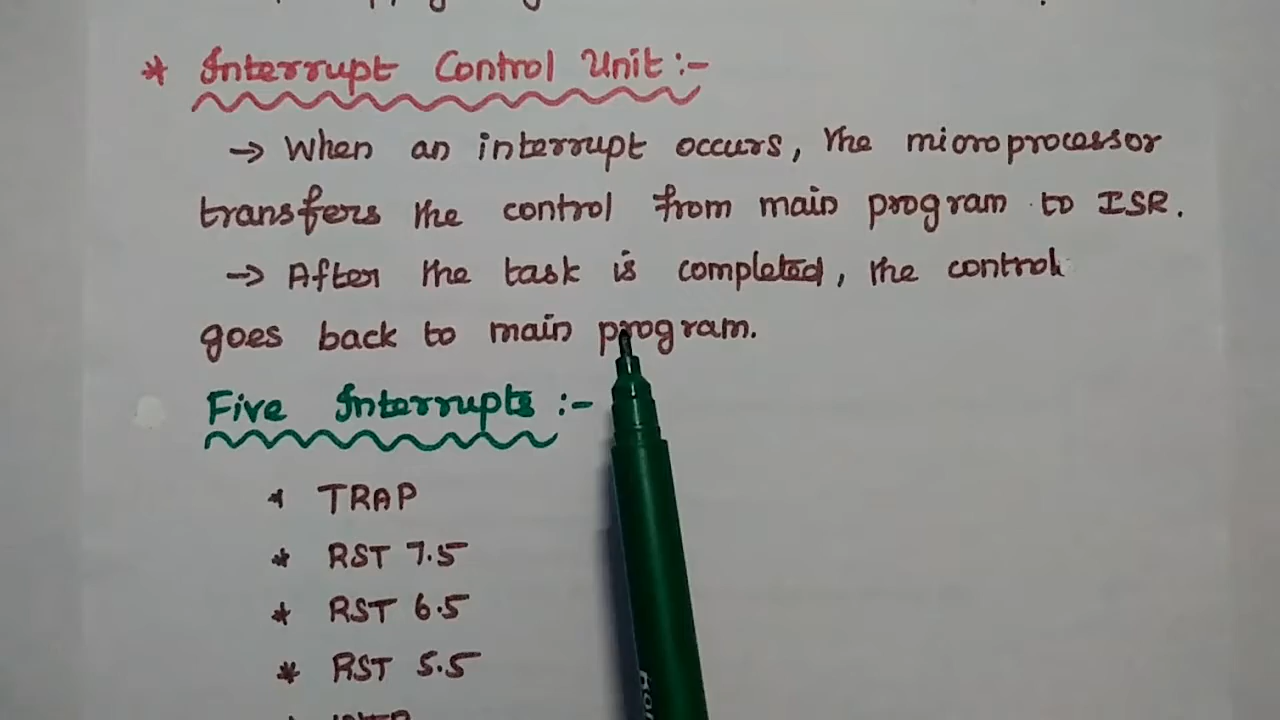 * Interrupt Control Unit :-
→ When an interrupt occurs, the microprocessor
transfers the control from main program to ISR.
→ After the task is completed, the control
goes back to main program.
Five Interrupts :-
* TRAP
* RST 7.5
* RST 6.5
* RST 5.5